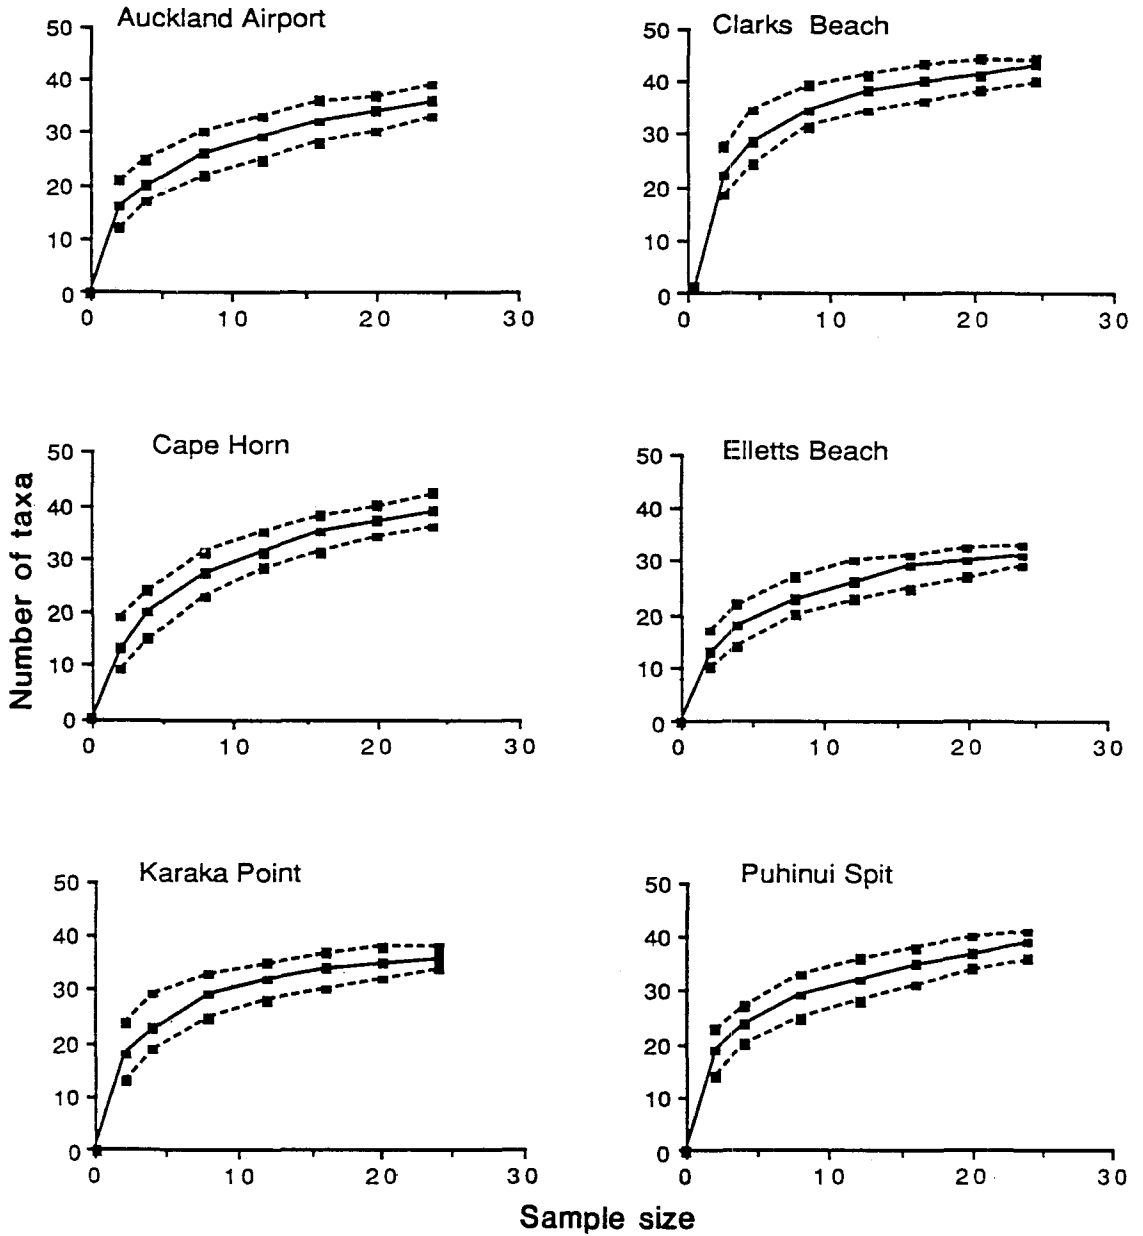 Auckland Airport
50
40
30
20
10
0
0 10 20 30
Clarks Beach
50
40
30
20
10
0
0 10 20 30
Number of taxa
Cape Horn
50
40
30
20
10
0
0 10 20 30
Elletts Beach
50
40
30
20
10
0
0 10 20 30
Karaka Point
50
40
30
20
10
0
0 10 20 30
Puhinui Spit
50
40
30
20
10
0
0 10 20 30
Sample size